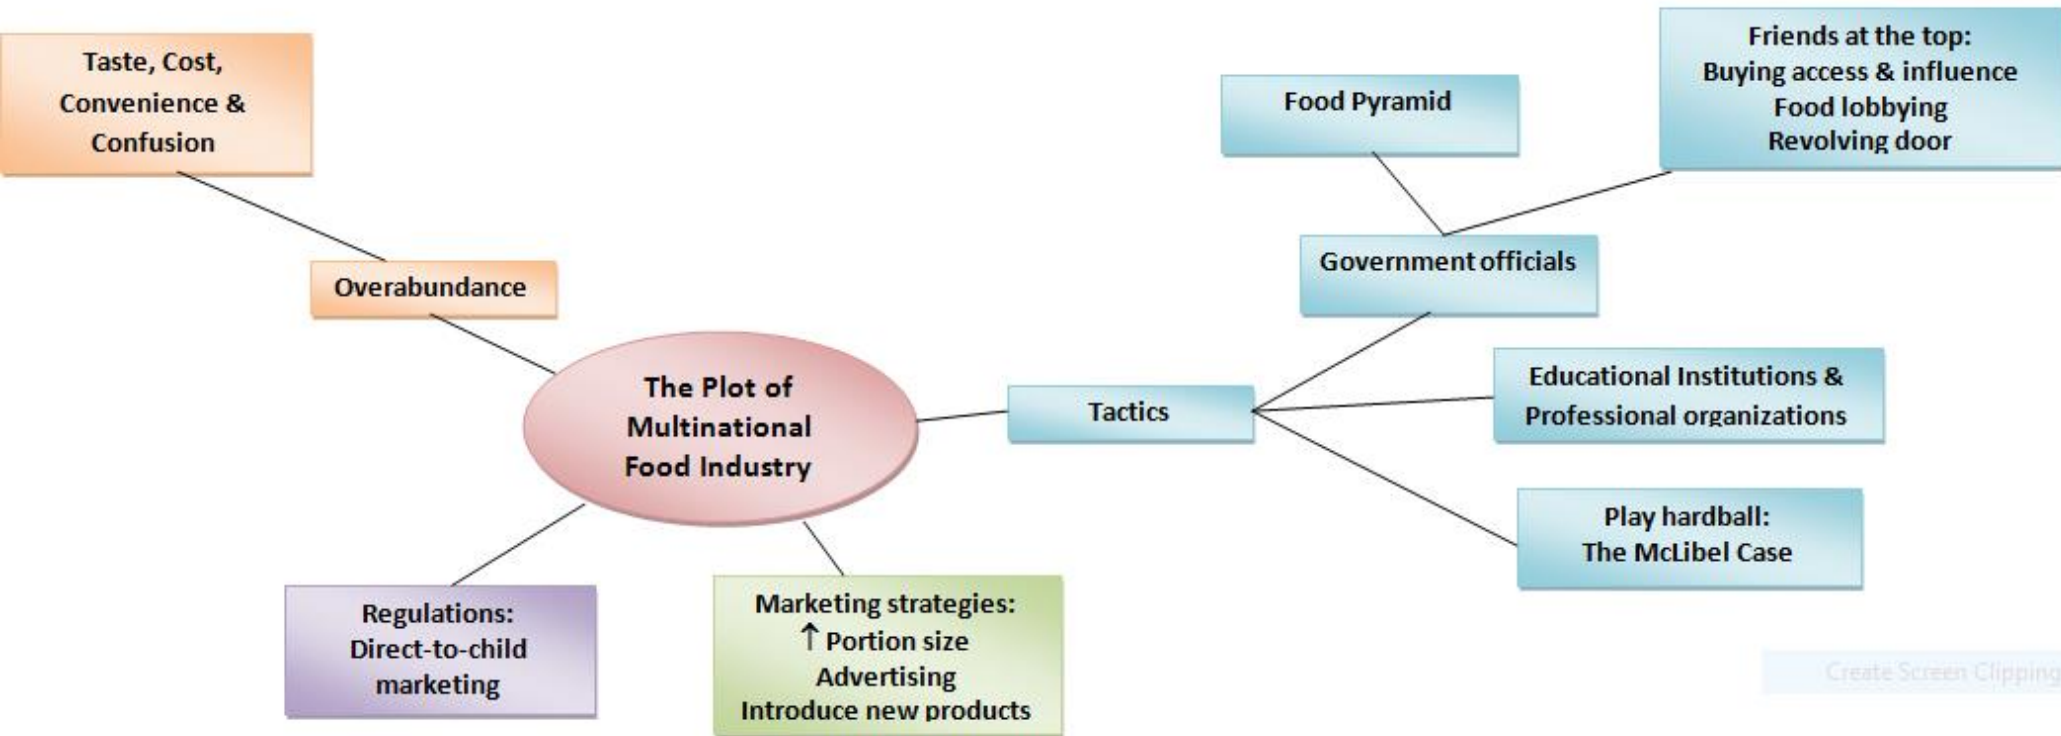 Taste, Cost,
Convenience &
Confusion
Overabundance
The Plot of
Multinational
Food Industry
Regulations:
Direct-to-child
marketing
Marketing strategies:
↑ Portion size
Advertising
Introduce new products
Tactics
Food Pyramid
Friends at the top:
Buying access & influence
Food lobbying
Revolving door
Government officials
Educational Institutions &
Professional organizations
Play hardball:
The McLibel Case
Create Screen Clipping